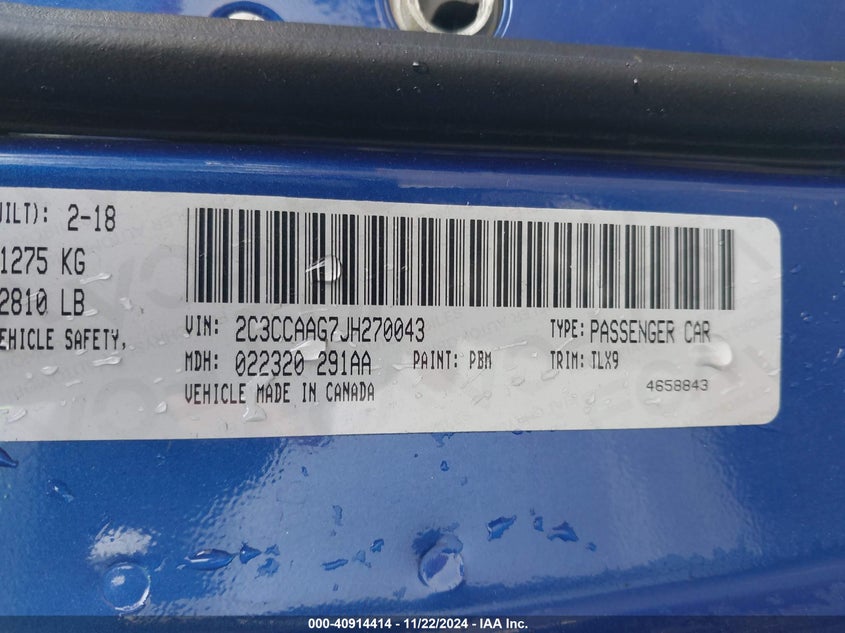 UILT): 2-18
1275 KG
2810 LB
EHICLE SAFETY,
VIN: 2C3CCAAG7JH270043 TYPE: PASSENGER CAR
MDH: 022320 291AA PAINT: PBM TRIM: TLX9
VEHICLE MADE IN CANADA 4658843
000-40914414 - 11/22/2024 - IAA Inc.